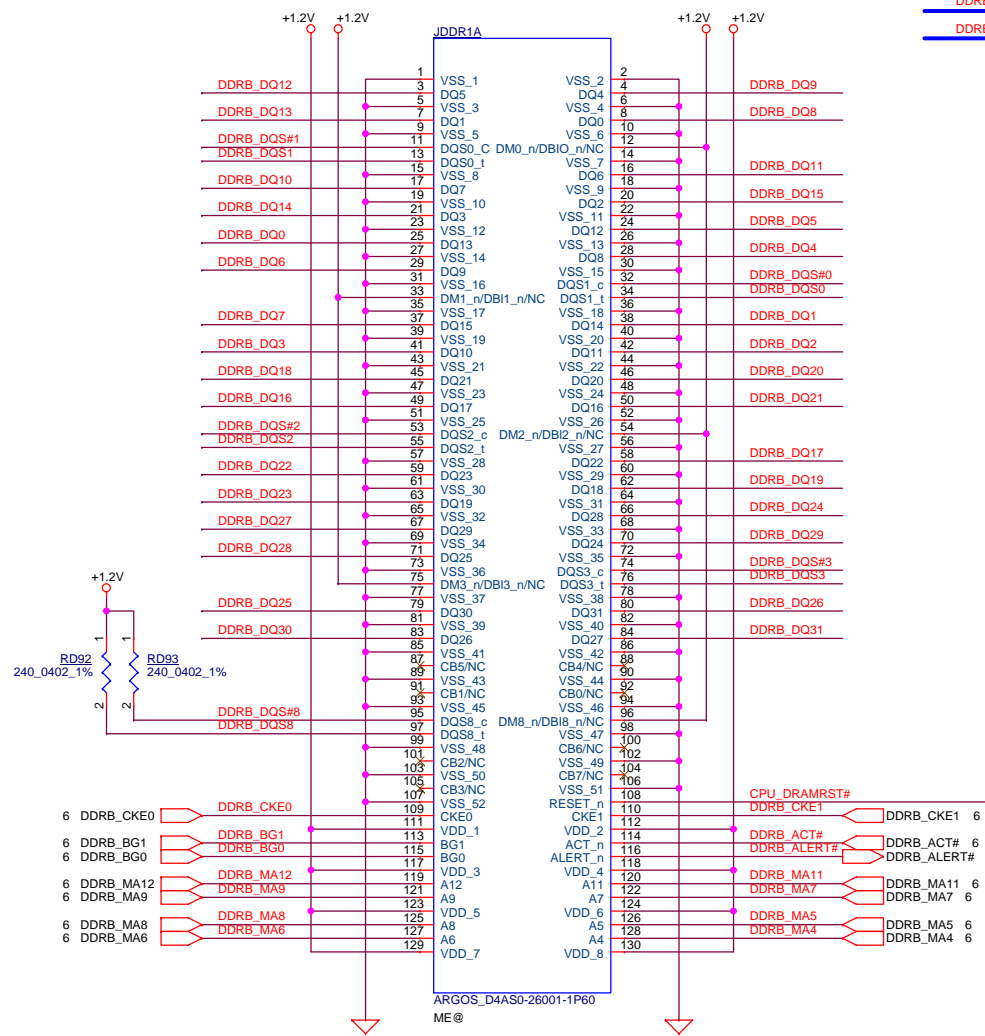 DDRB
DDRB
+1.2V +1.2V +1.2V +1.2V
JDDR1A
1 VSS_1 VSS_2 2
DDRB_DQ12 3 DQ5 DQ4 4 DDRB_DQ9
5 VSS_3 VSS_4 6
DDRB_DQ13 7 DQ1 DQ0 8 DDRB_DQ8
9 VSS_5 VSS_6 10
DDRB_DQS#1 11 DQS0_C DM0_n/DBIO_n/NC 12
DDRB_DQS1 13 DQS0_t VSS_7 14
15 VSS_8 DQ6 16 DDRB_DQ11
DDRB_DQ10 17 DQ7 VSS_9 18
19 VSS_10 DQ2 20 DDRB_DQ15
DDRB_DQ14 21 DQ3 VSS_11 22
23 VSS_12 DQ12 24 DDRB_DQ5
DDRB_DQ0 25 DQ13 VSS_13 26
27 VSS_14 DQ8 28 DDRB_DQ4
DDRB_DQ6 29 DQ9 VSS_15 30
31 VSS_16 DQS1_c 32 DDRB_DQS#0
33 DM1_n/DBI1_n/NC DQS1_t 34 DDRB_DQS0
35 VSS_17 VSS_18 36
DDRB_DQ7 37 DQ15 DQ14 38 DDRB_DQ1
39 VSS_19 VSS_20 40
DDRB_DQ3 41 DQ10 DQ11 42 DDRB_DQ2
43 VSS_21 VSS_22 44
DDRB_DQ18 45 DQ21 DQ20 46 DDRB_DQ20
47 VSS_23 VSS_24 48
DDRB_DQ16 49 DQ17 DQ16 50 DDRB_DQ21
51 VSS_25 VSS_26 52
DDRB_DQS#2 53 DQS2_c DM2_n/DBI2_n/NC 54
DDRB_DQS2 55 DQS2_t VSS_27 56
57 VSS_28 DQ22 58 DDRB_DQ17
DDRB_DQ22 59 DQ23 VSS_29 60
61 VSS_30 DQ18 62 DDRB_DQ19
DDRB_DQ23 63 DQ19 VSS_31 64
65 VSS_32 DQ28 66 DDRB_DQ24
DDRB_DQ27 67 DQ29 VSS_33 68
69 VSS_34 DQ24 70 DDRB_DQ29
DDRB_DQ28 71 DQ25 VSS_35 72
73 VSS_36 DQS3_c 74 DDRB_DQS#3
+1.2V 75 DM3_n/DBI3_n/NC DQS3_t 76 DDRB_DQS3
77 VSS_37 VSS_38 78
DDRB_DQ25 79 DQ30 DQ31 80 DDRB_DQ26
81 VSS_39 VSS_40 82
1 1 DDRB_DQ30 83 DQ26 DQ27 84 DDRB_DQ31
RD92 RD93 85 VSS_41 VSS_42 86
240_0402_1% 240_0402_1% 87 CB5/NC CB4/NC 88
89 VSS_43 VSS_44 90
91 CB1/NC CB0/NC 92
2 2 93 VSS_45 VSS_46 94
DDRB_DQS#8 95 DQS8_c DM8_n/DBI8_n/NC 96
DDRB_DQS8 97 DQS8_t VSS_47 98
99 VSS_48 CB6/NC 100
101 CB2/NC VSS_49 102
103 VSS_50 CB7/NC 104
105 CB3/NC VSS_51 106
107 VSS_52 RESET_n 108 CPU_DRAMRST#
6 DDRB_CKE0 DDRB_CKE0 109 CKE0 CKE1 110 DDRB_CKE1 DDRB_CKE1 6
111 VDD_1 VDD_2 112
6 DDRB_BG1 DDRB_BG1 113 BG1 ACT_n 114 DDRB_ACT# DDRB_ACT# 6
6 DDRB_BG0 DDRB_BG0 115 BG0 ALERT_n 116 DDRB_ALERT# DDRB_ALERT#
117 VDD_3 VDD_4 118
6 DDRB_MA12 DDRB_MA12 119 A12 A11 120 DDRB_MA11 DDRB_MA11 6
6 DDRB_MA9 DDRB_MA9 121 A9 A7 122 DDRB_MA7 DDRB_MA7 6
123 VDD_5 VDD_6 124
6 DDRB_MA8 DDRB_MA8 125 A8 A5 126 DDRB_MA5 DDRB_MA5 6
6 DDRB_MA6 DDRB_MA6 127 A6 A4 128 DDRB_MA4 DDRB_MA4 6
129 VDD_7 VDD_8 130
ARGOS_D4AS0-26001-1P60
ME@